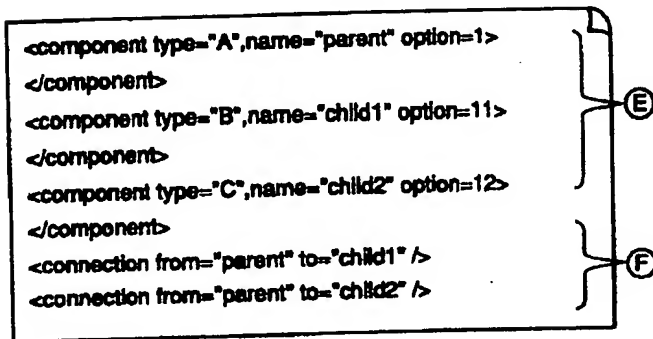 <component type="A",name="parent" option=1>
</component>
<component type="B",name="child1" option=11>
</component>
<component type="C",name="child2" option=12>
</component>
<connection from="parent" to="child1" />
<connection from="parent" to="child2" />
E
F